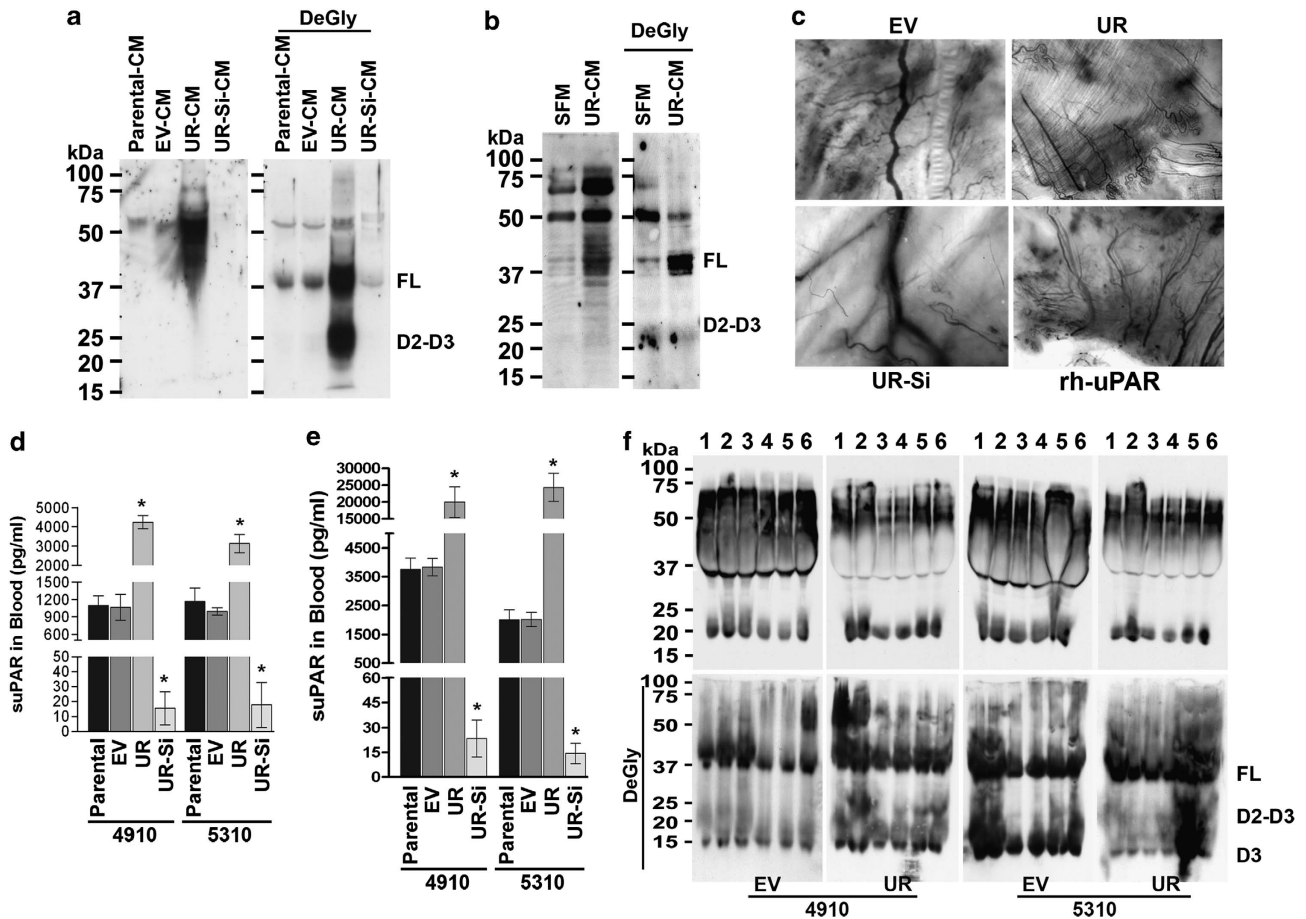 a
DeGly
Parental-CM
EV-CM
UR-CM
UR-Si-CM
Parental-CM
EV-CM
UR-CM
UR-Si-CM
kDa
100
75
50
37
25
20
15
FL
D2-D3
b
DeGly
SFM
UR-CM
SFM
UR-CM
kDa
100
75
50
37
25
20
15
FL
D2-D3
c
EV
UR
UR-Si
rh-uPAR
d
suPAR in Blood (pg/ml)
5000
4000
3000
2000
1500
1200
900
600
50
40
30
20
10
0
*
*
*
*
Parental
EV
UR
UR-Si
Parental
EV
UR
UR-Si
4910
5310
e
suPAR in Blood (pg/ml)
30000
25000
20000
15000
4500
3500
2500
1500
500
60
45
30
15
0
*
*
*
*
Parental
EV
UR
UR-Si
Parental
EV
UR
UR-Si
4910
5310
f
kDa
1 2 3 4 5 6
1 2 3 4 5 6
1 2 3 4 5 6
1 2 3 4 5 6
100
75
50
37
25
20
15
DeGly
100
75
50
37
25
20
15
FL
D2-D3
D3
EV
UR
EV
UR
4910
5310